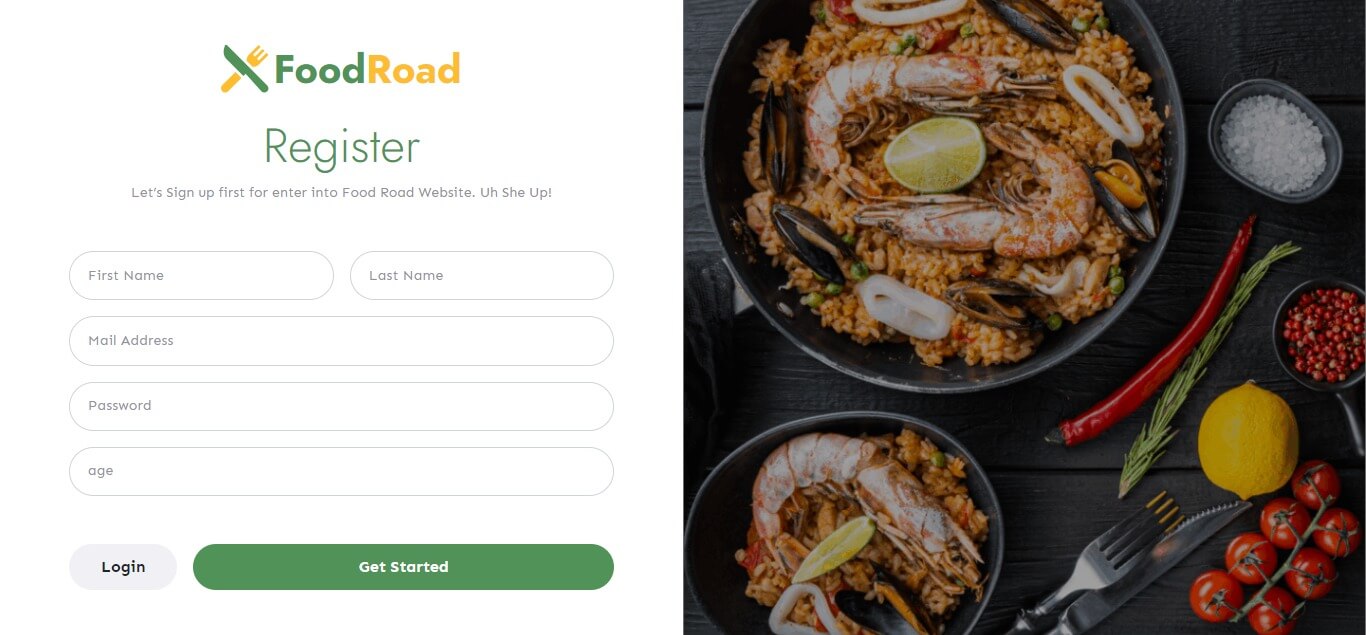 FoodRoad
Register
Let's Sign up first for enter into Food Road Website. Uh She Up!
First Name Last Name
Mail Address
Password
age
Login Get Started